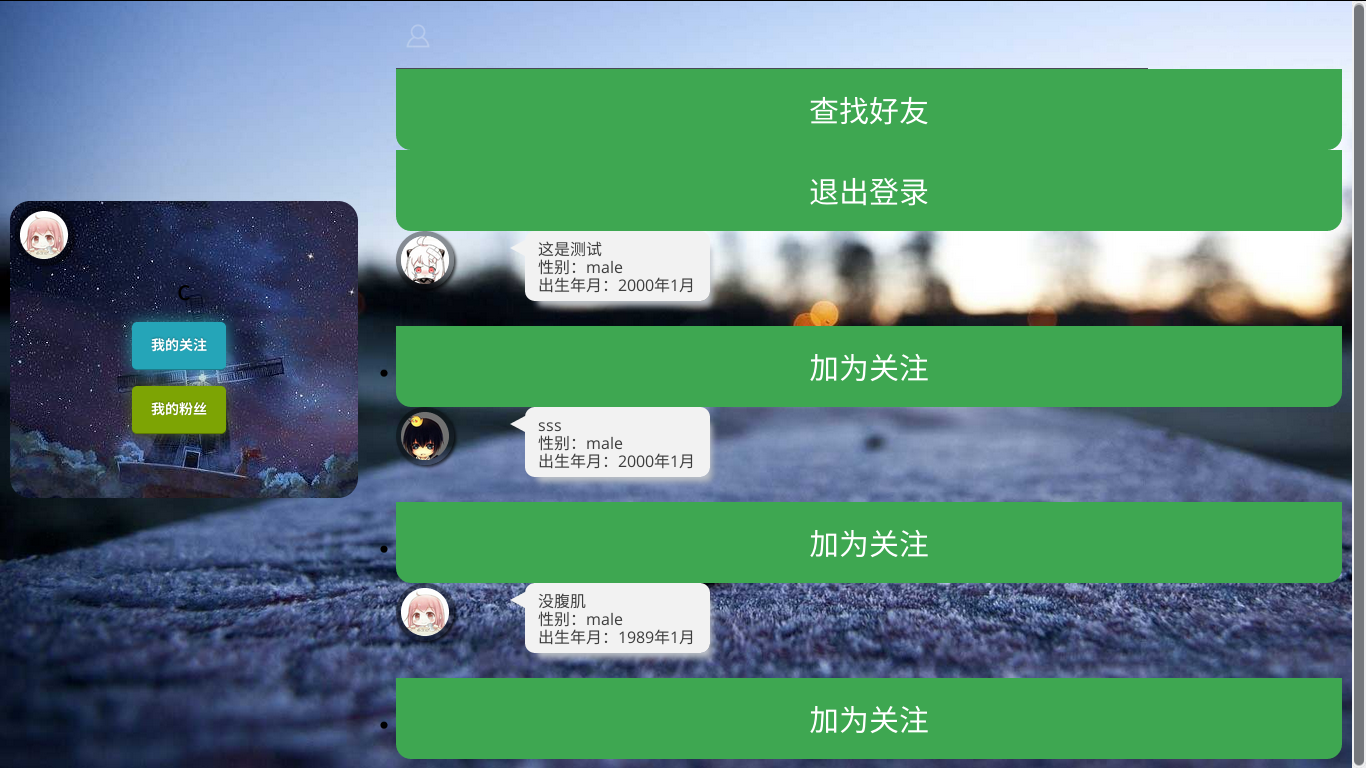 查找好友
退出登录
C
我的关注
我的粉丝
这是测试
性别：male
出生年月：2000年1月
加为关注
sss
性别：male
出生年月：2000年1月
加为关注
没腹肌
性别：male
出生年月：1989年1月
加为关注